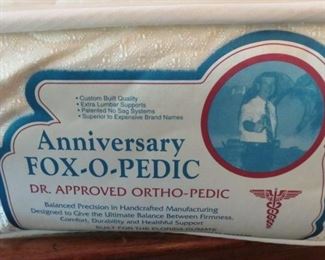 • Custom Built Quality
• Extra Lumbar Supports
• Patented No Sag Systems
• Superior to Expensive Brand Names
Anniversary
FOX-O-PEDIC
DR. APPROVED ORTHO-PEDIC
Balanced Precision in Handcrafted Manufacturing
Designed to Give the Ultimate Balance Between Firmness,
Comfort, Durability and Healthful Support
BUILT FOR THE FLORIDA CLIMATE